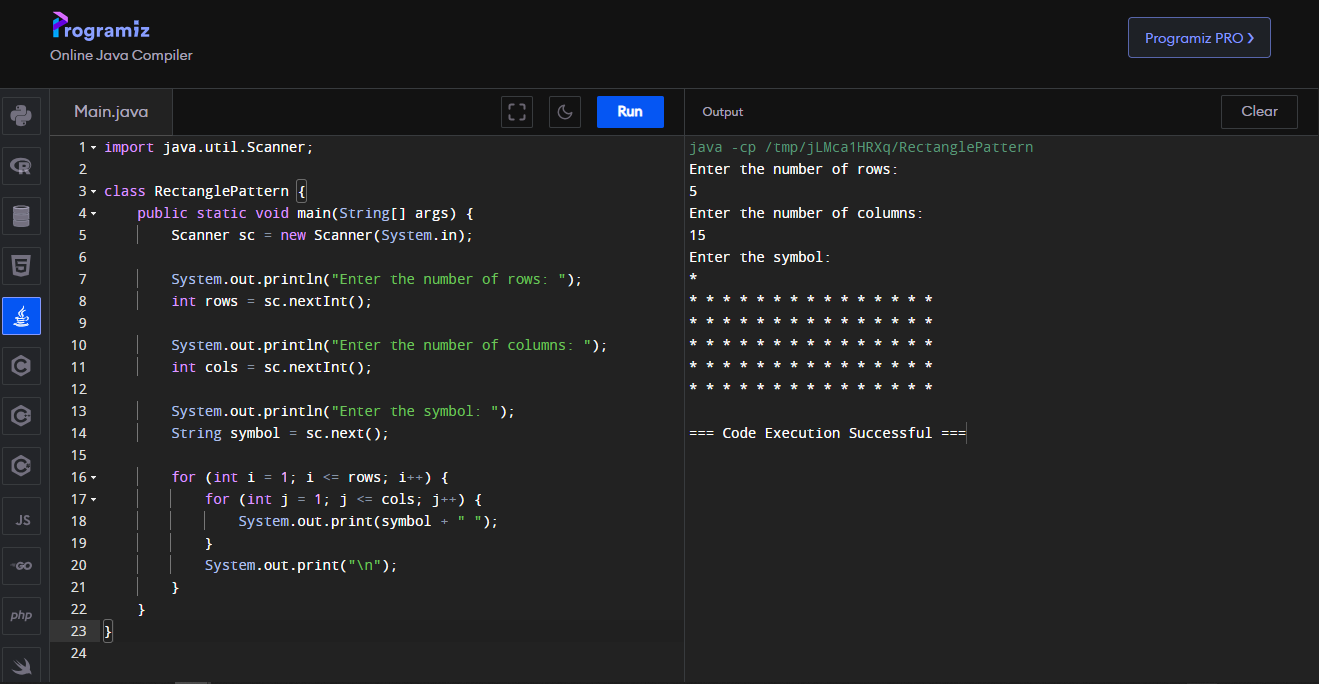 Programiz
Online Java Compiler
Programiz PRO ❯
Main.java
Run
Output
Clear
1 import java.util.Scanner;
2
3 class RectanglePattern {
4     public static void main(String[] args) {
5         Scanner sc = new Scanner(System.in);
6
7         System.out.println("Enter the number of rows: ");
8         int rows = sc.nextInt();
9
10         System.out.println("Enter the number of columns: ");
11         int cols = sc.nextInt();
12
13         System.out.println("Enter the symbol: ");
14         String symbol = sc.next();
15
16         for (int i = 1; i <= rows; i++) {
17             for (int j = 1; j <= cols; j++) {
18                 System.out.print(symbol + " ");
19             }
20             System.out.print("\n");
21         }
22     }
23 }
24
java -cp /tmp/jLMca1HRXq/RectanglePattern
Enter the number of rows:
5
Enter the number of columns:
15
Enter the symbol:
*
* * * * * * * * * * * * * * *
* * * * * * * * * * * * * * *
* * * * * * * * * * * * * * *
* * * * * * * * * * * * * * *
* * * * * * * * * * * * * * *
=== Code Execution Successful ===
R
5
C
C
C
JS
GO
php